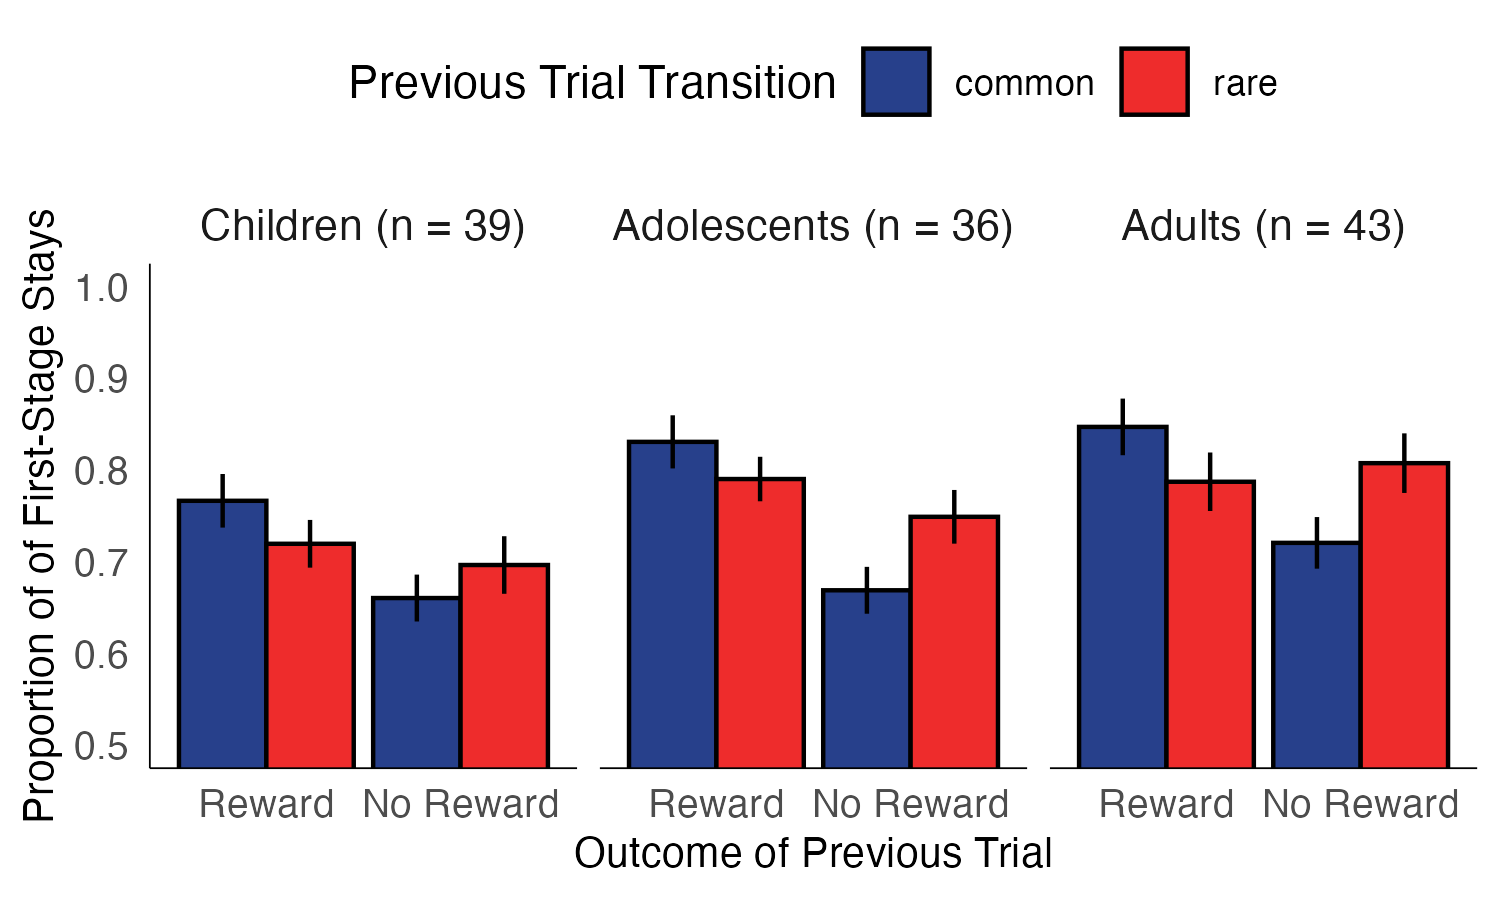 Previous Trial Transition common rare
Children (n = 39) Adolescents (n = 36) Adults (n = 43)
Proportion of of First-Stage Stays
1.0
0.9
0.8
0.7
0.6
0.5
Reward No Reward Reward No Reward Reward No Reward
Outcome of Previous Trial